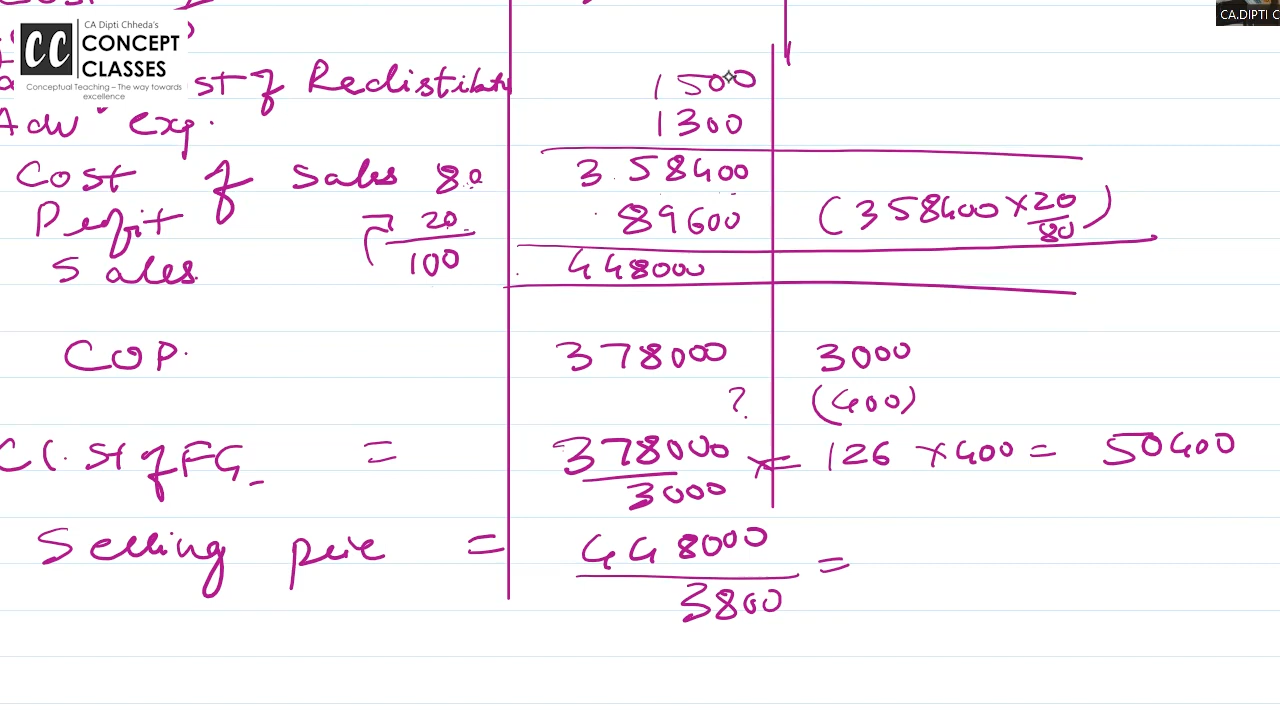 CA.DIPTI C
CA Dipti Chheda's
CC CONCEPT
CLASSES
Conceptual Teaching – The way towards
excellence
st of Redistibutn 1500
Adv exp. 1300
Cost of Sales 80 358400
Profit 20 89600 (358400 × 20/80)
Sales 100 448000
COP. 378000 3000
? (400)
Cl. St of FG = 378000/3000 = 126 × 400 = 50400
Selling price = 448000/3800 =